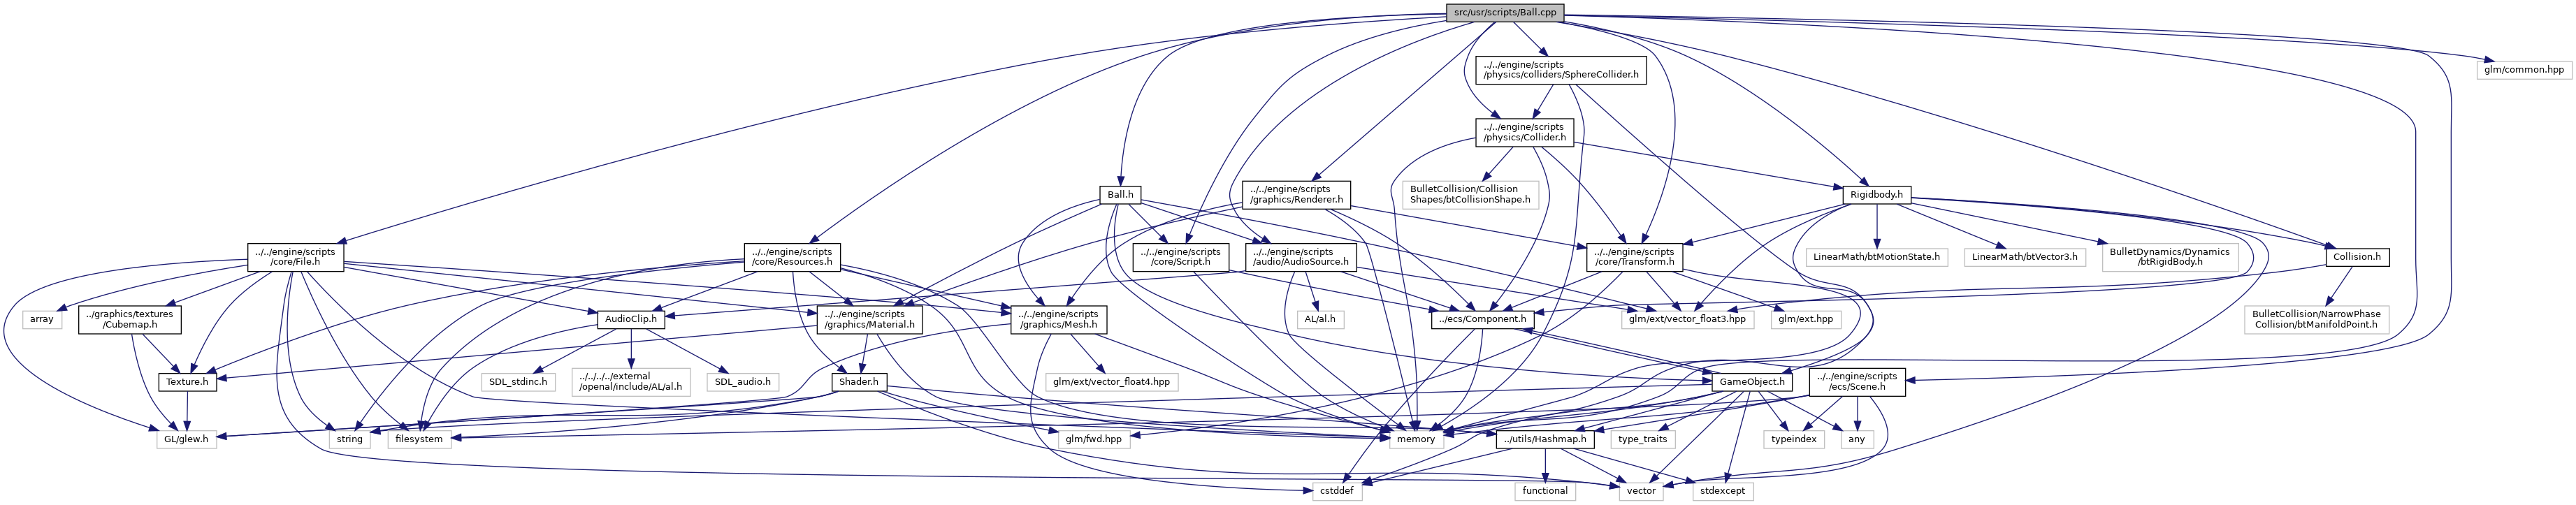 src/usr/scripts/Ball.cpp
../../engine/scripts
/physics/colliders/SphereCollider.h
glm/common.hpp
../../engine/scripts
/physics/Collider.h
Ball.h
../../engine/scripts
/graphics/Renderer.h
BulletCollision/Collision
Shapes/btCollisionShape.h
Rigidbody.h
../../engine/scripts
/core/File.h
../../engine/scripts
/core/Resources.h
../../engine/scripts
/core/Script.h
../../engine/scripts
/audio/AudioSource.h
../../engine/scripts
/core/Transform.h
LinearMath/btMotionState.h
LinearMath/btVector3.h
BulletDynamics/Dynamics
/btRigidBody.h
Collision.h
array
../graphics/textures
/Cubemap.h
AudioClip.h
../../engine/scripts
/graphics/Material.h
../../engine/scripts
/graphics/Mesh.h
AL/al.h
../ecs/Component.h
glm/ext/vector_float3.hpp
glm/ext.hpp
BulletCollision/NarrowPhase
Collision/btManifoldPoint.h
Texture.h
SDL_stdinc.h
../../../../external
/openal/include/AL/al.h
SDL_audio.h
Shader.h
glm/ext/vector_float4.hpp
GameObject.h
../../engine/scripts
/ecs/Scene.h
GL/glew.h
string
filesystem
glm/fwd.hpp
memory
../utils/Hashmap.h
type_traits
typeindex
any
cstddef
functional
vector
stdexcept